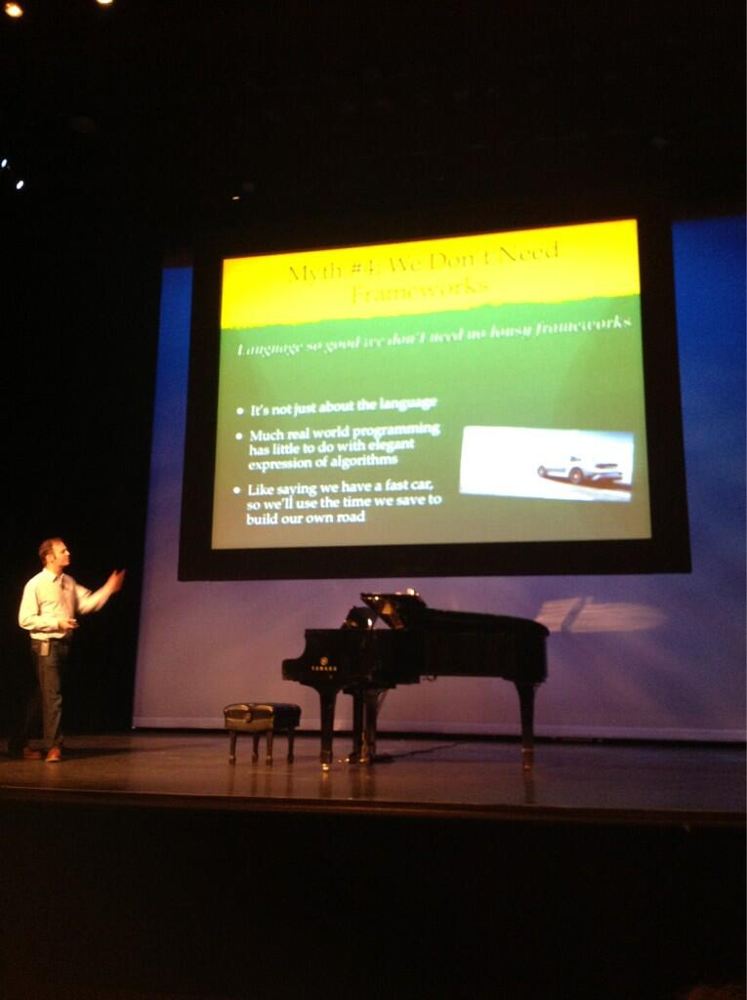 Myth #4: We Don't Need
Frameworks
Language so good we don't need no lousy frameworks
• It's not just about the language
• Much real world programming
has little to do with elegant
expression of algorithms
• Like saying we have a fast car,
so we'll use the time we save to
build our own road
YAMAHA